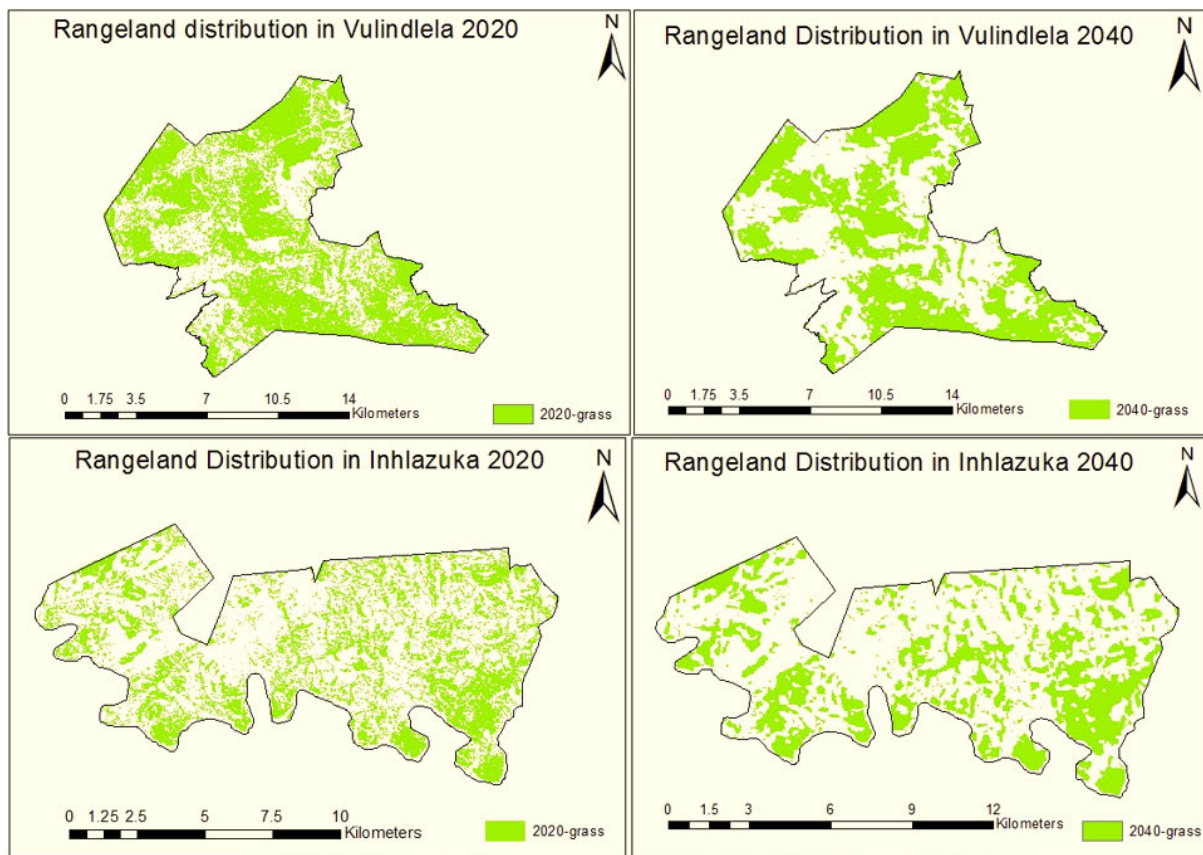 Rangeland distribution in Vulindlela 2020
N
0 1.75 3.5 7 10.5 14
Kilometers
2020-grass
Rangeland Distribution in Vulindlela 2040
N
0 1.75 3.5 7 10.5 14
Kilometers
2040-grass
Rangeland Distribution in Inhlazuka 2020
N
0 1.25 2.5 5 7.5 10
Kilometers
2020-grass
Rangeland Distribution in Inhlazuka 2040
N
0 1.5 3 6 9 12
Kilometers
2040-grass